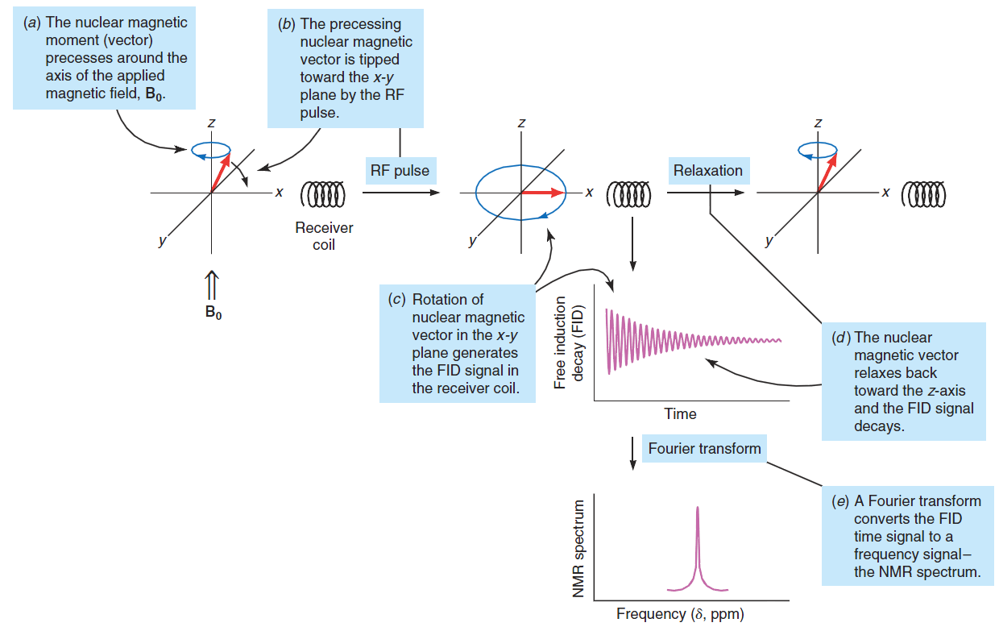 (a) The nuclear magnetic
moment (vector)
precesses around the
axis of the applied
magnetic field, B0.
(b) The precessing
nuclear magnetic
vector is tipped
toward the x-y
plane by the RF
pulse.
z
x
y
Receiver
coil
B0
RF pulse
z
x
y
Relaxation
z
x
y
(c) Rotation of
nuclear magnetic
vector in the x-y
plane generates
the FID signal in
the receiver coil.
Free induction
decay (FID)
Time
(d) The nuclear
magnetic vector
relaxes back
toward the z-axis
and the FID signal
decays.
Fourier transform
(e) A Fourier transform
converts the FID
time signal to a
frequency signal–
the NMR spectrum.
NMR spectrum
Frequency (δ, ppm)